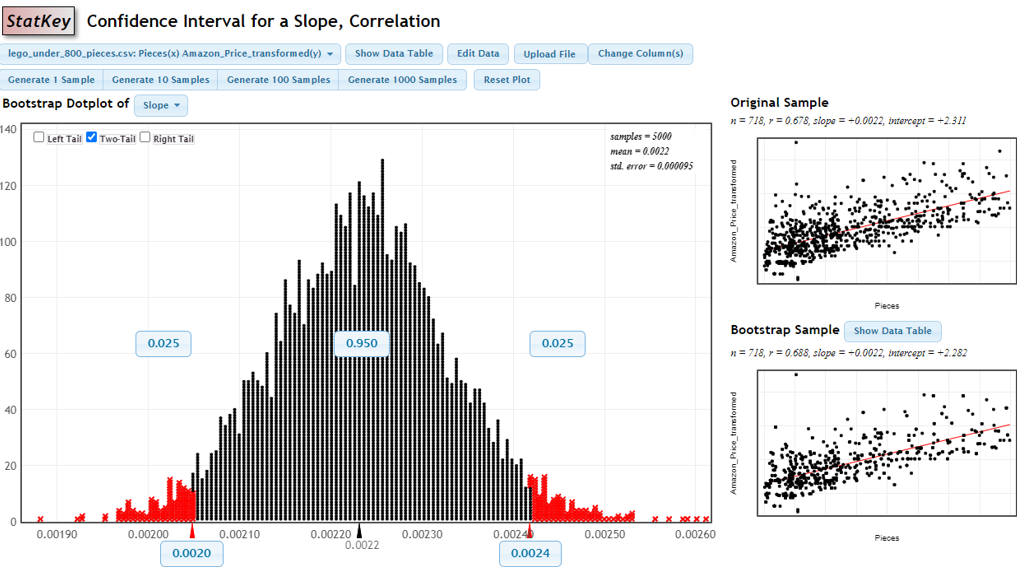 StatKey Confidence Interval for a Slope, Correlation
lego_under_800_pieces.csv: Pieces(x) Amazon_Price_transformed(y) Show Data Table Edit Data Upload File Change Column(s)
Generate 1 Sample Generate 10 Samples Generate 100 Samples Generate 1000 Samples Reset Plot
Bootstrap Dotplot of Slope
Left Tail Two-Tail Right Tail
samples = 5000
mean = 0.0022
std. error = 0.000095
140
120
100
80
60
40
20
0
0.025 0.950 0.025
0.00190 0.00200 0.00210 0.00220 0.00230 0.00240 0.00250 0.00260
0.0022
0.0020 0.0024
Original Sample
n = 718, r = 0.678, slope = +0.0022, intercept = +2.311
Amazon_Price_transformed
Pieces
Bootstrap Sample Show Data Table
n = 718, r = 0.688, slope = +0.0022, intercept = +2.282
Amazon_Price_transformed
Pieces